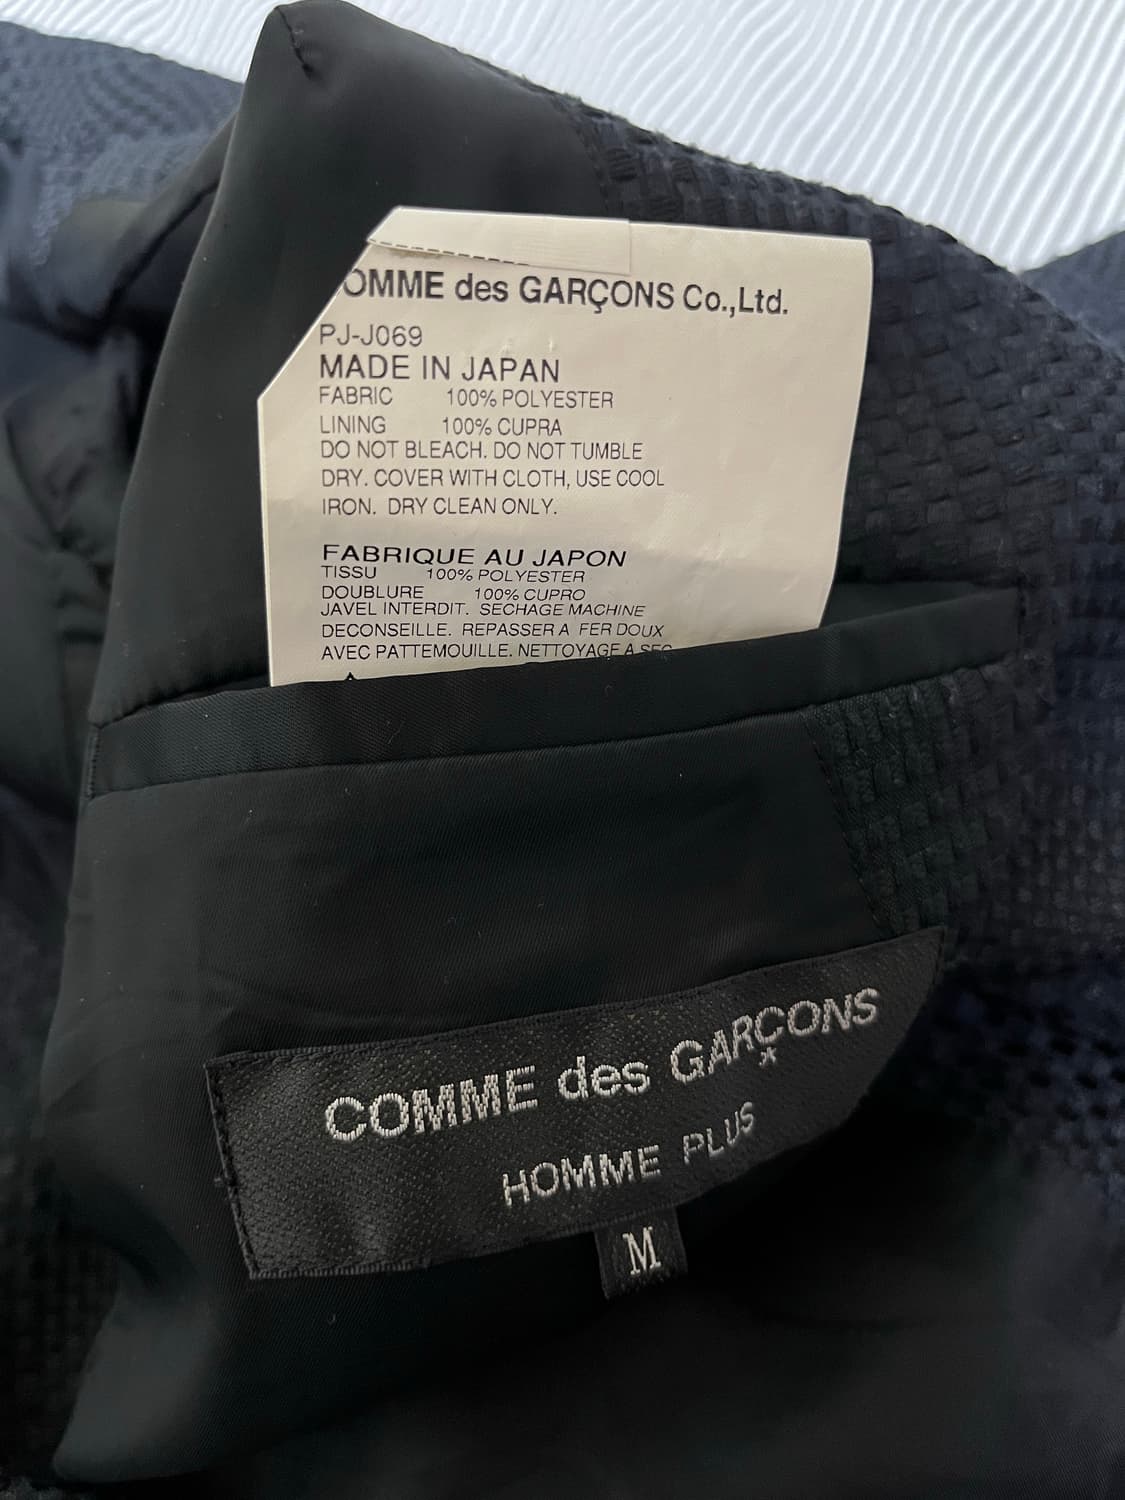 COMME des GARÇONS Co.,Ltd.
PJ-J069
MADE IN JAPAN
FABRIC 100% POLYESTER
LINING 100% CUPRA
DO NOT BLEACH. DO NOT TUMBLE
DRY. COVER WITH CLOTH, USE COOL
IRON. DRY CLEAN ONLY.
FABRIQUE AU JAPON
TISSU 100% POLYESTER
DOUBLURE 100% CUPRO
JAVEL INTERDIT. SECHAGE MACHINE
DECONSEILLE. REPASSER A FER DOUX
AVEC PATTEMOUILLE. NETTOYAGE A SEC
COMME des GARÇONS
HOMME PLUS
M